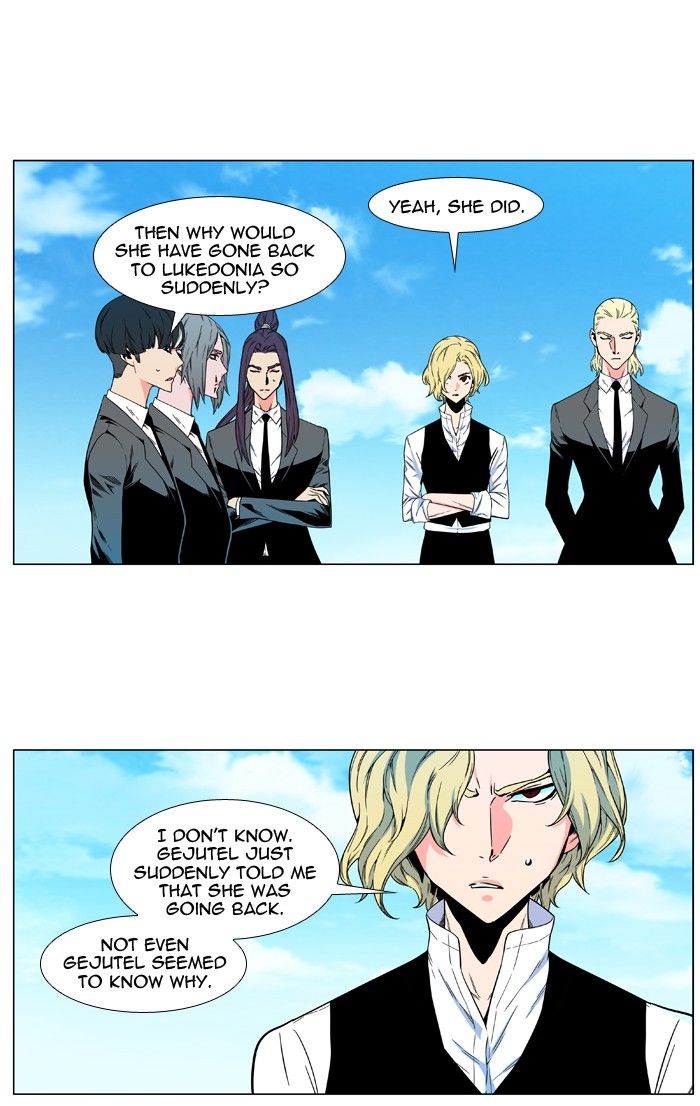 THEN WHY WOULD
SHE HAVE GONE BACK
TO LUKEDONIA SO
SUDDENLY?
YEAH, SHE DID.
I DON'T KNOW.
GEJUTEL JUST
SUDDENLY TOLD ME
THAT SHE WAS
GOING BACK.
NOT EVEN
GEJUTEL SEEMED
TO KNOW WHY.